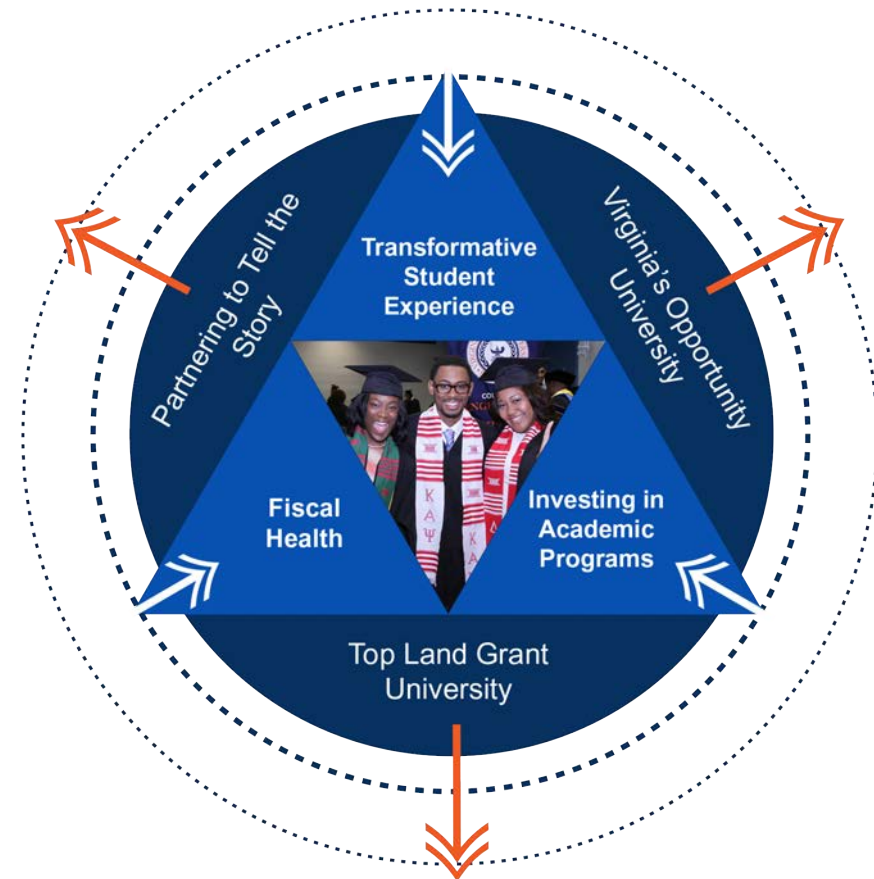 Partnering to Tell the
Story
Virginia's Opportunity
University
Transformative
Student
Experience
Fiscal
Health
Investing in
Academic
Programs
Κ
Α
Ψ
Κ
Α
Top Land Grant
University